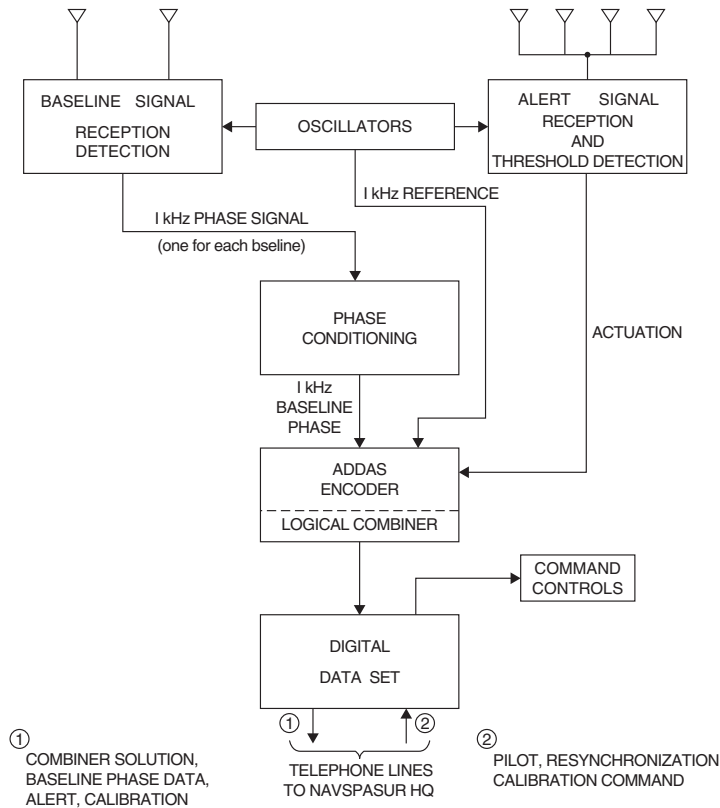 BASELINE SIGNAL
RECEPTION
DETECTION
OSCILLATORS
ALERT SIGNAL
RECEPTION
AND
THRESHOLD DETECTION
I kHz REFERENCE
I kHz PHASE SIGNAL
(one for each bseline)
PHASE
CONDITIONING
ACTUATION
I kHz
BASELINE
PHASE
ADDAS
ENCODER
LOGICAL COMBINER
COMMAND
CONTROLS
DIGITAL
DATA SET
1
2
TELEPHONE LINES
TO NAVSPASUR HQ
1
COMBINER SOLUTION,
BASELINE PHASE DATA,
ALERT, CALIBRATION
2
PILOT, RESYNCHRONIZATION
CALIBRATION COMMAND